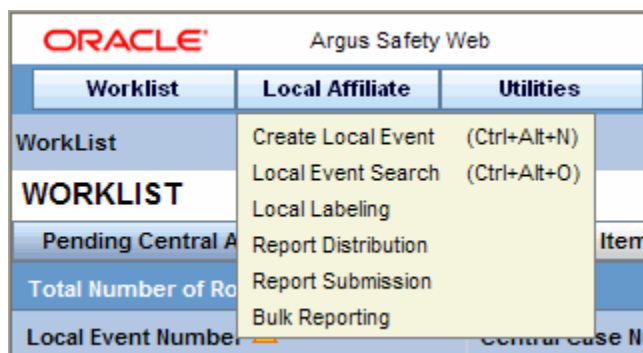 ORACLE Argus Safety Web
Worklist Local Affiliate Utilities
WorkList
Create Local Event (Ctrl+Alt+N)
Local Event Search (Ctrl+Alt+O)
Local Labeling
Report Distribution
Report Submission
Bulk Reporting
WORKLIST
Pending Central A Item
Total Number of Ro
Local Event Number Central Case N